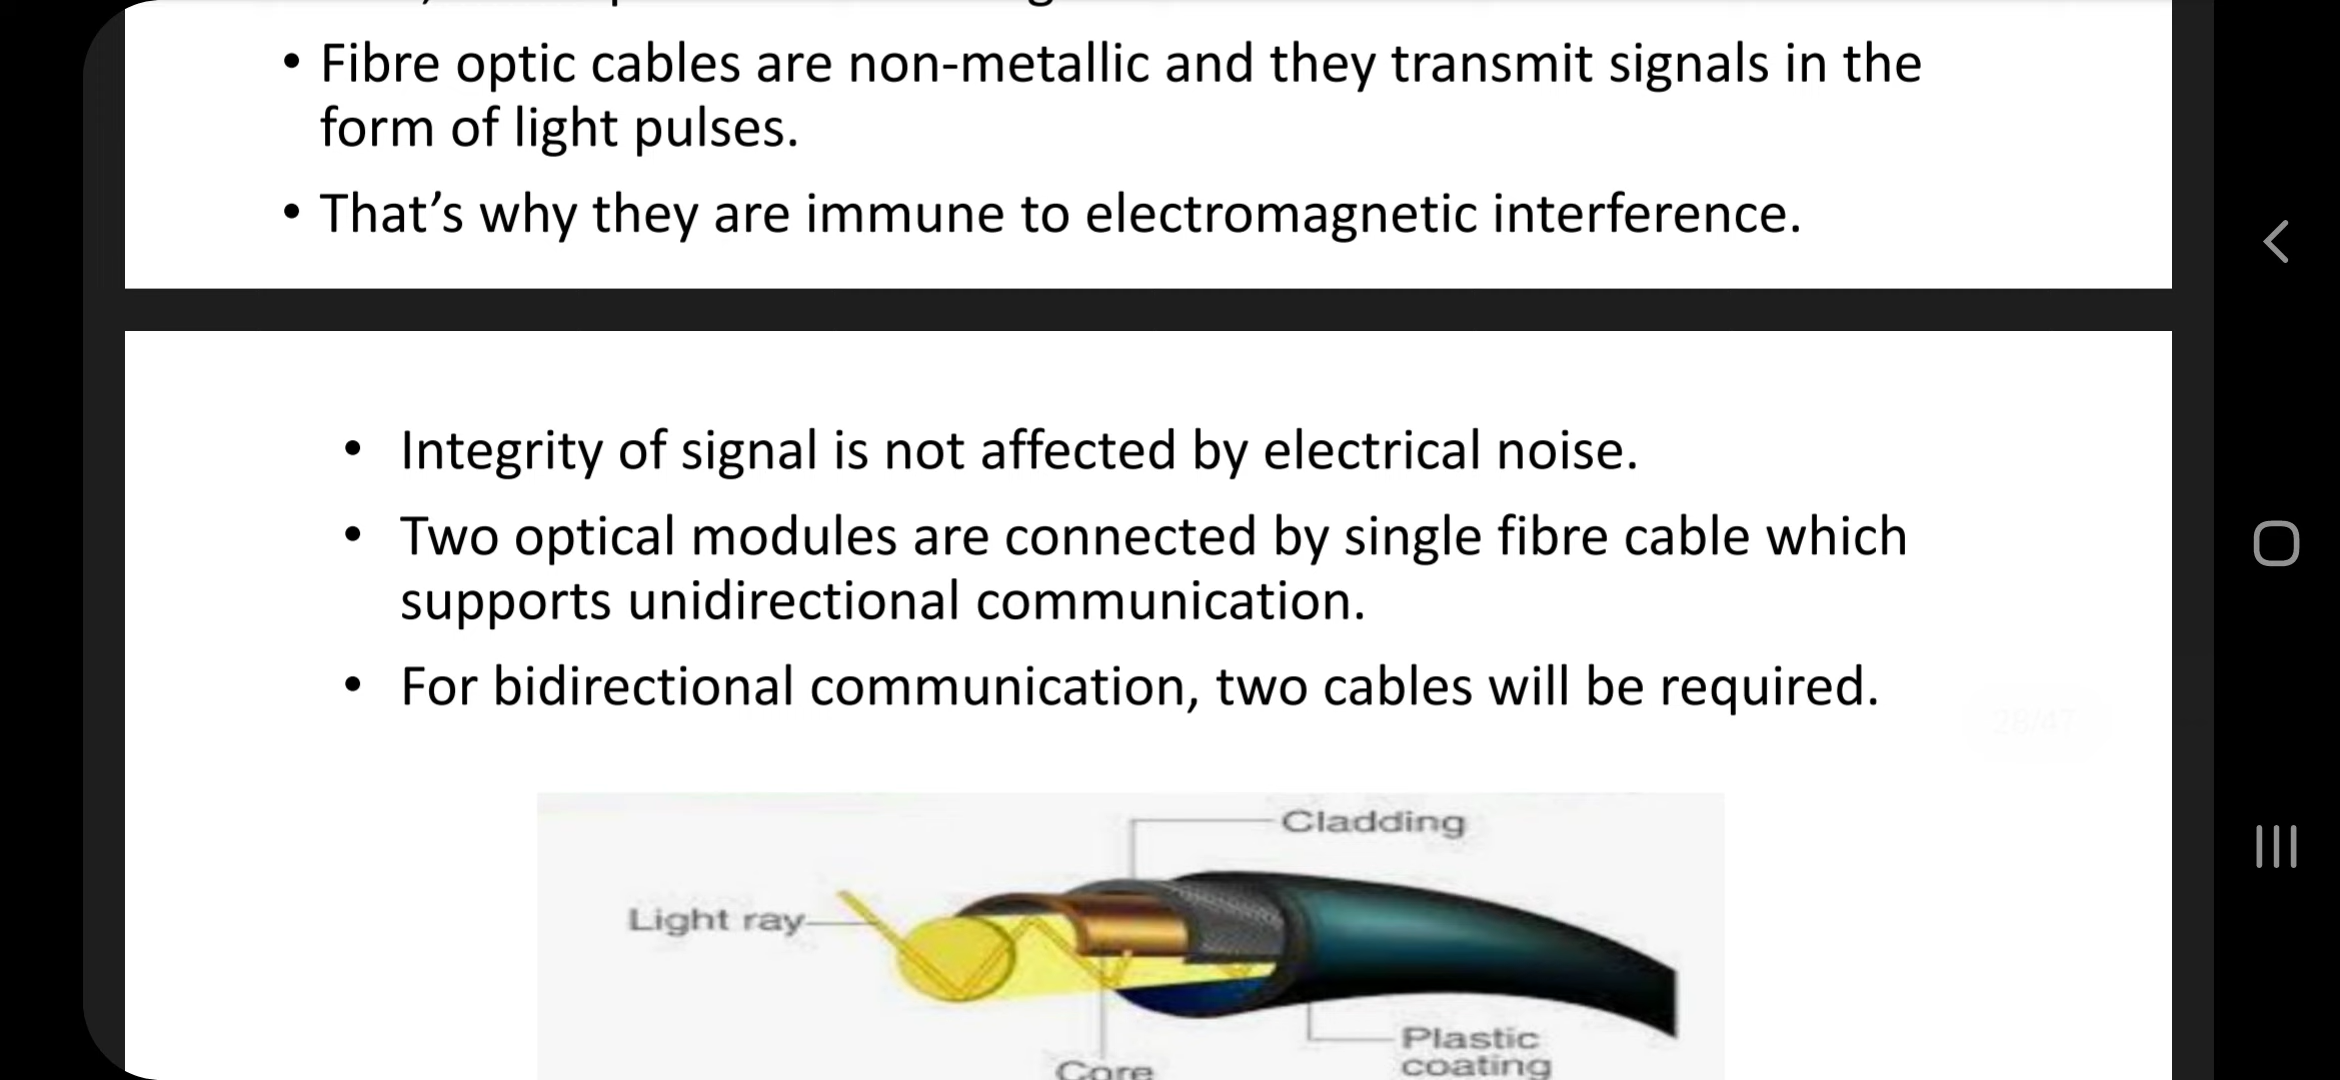 • Fibre optic cables are non-metallic and they transmit signals in the
form of light pulses.
• That’s why they are immune to electromagnetic interference.
• Integrity of signal is not affected by electrical noise.
• Two optical modules are connected by single fibre cable which
supports unidirectional communication.
• For bidirectional communication, two cables will be required.
Cladding
Light ray
Plastic
coating
Core